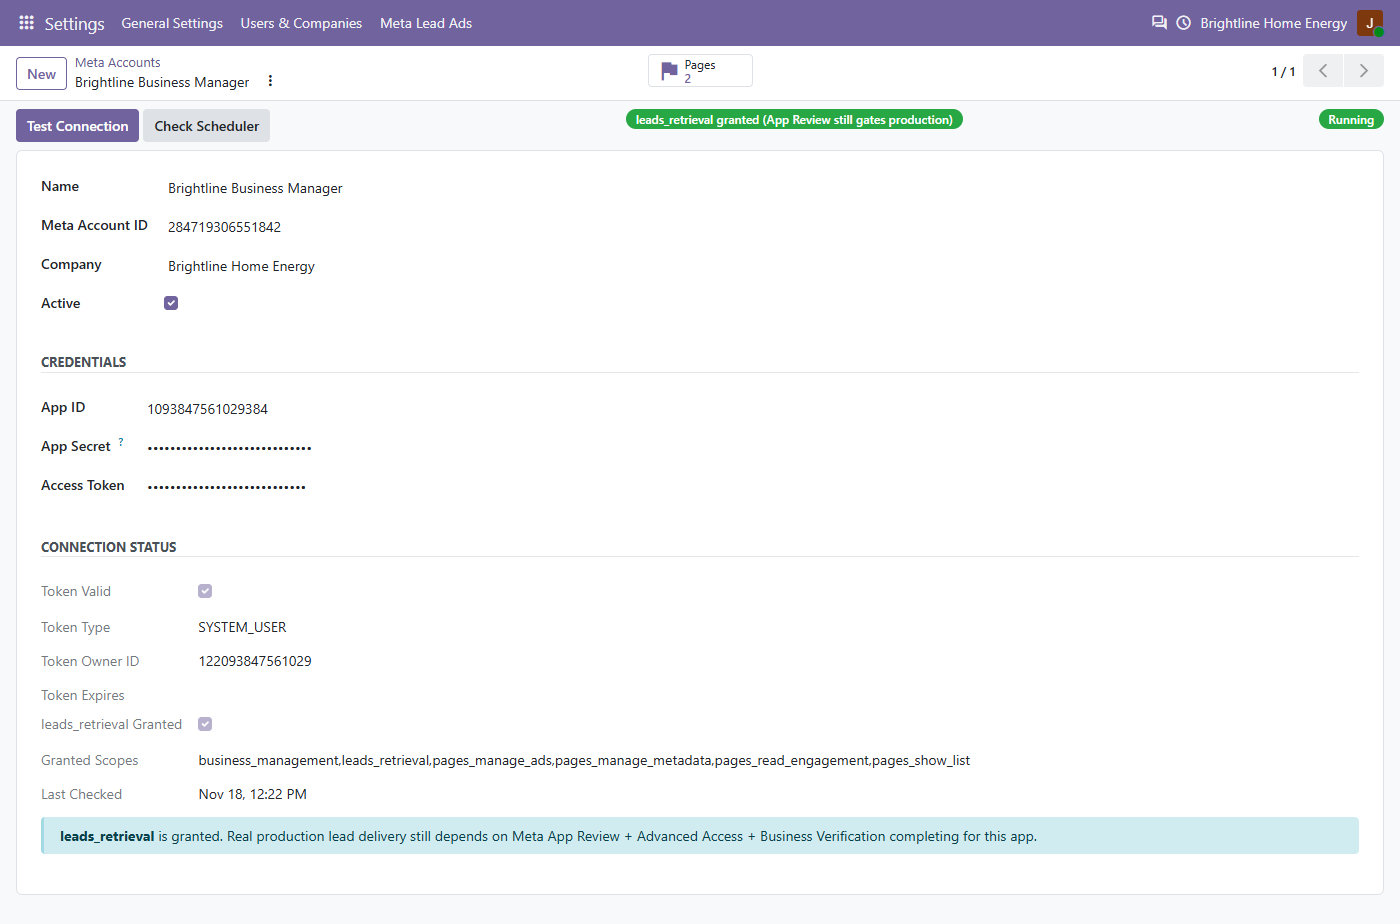 Settings General Settings Users & Companies Meta Lead Ads Brightline Home Energy J
New Meta Accounts
Brightline Business Manager
Pages
2
1 / 1
Test Connection Check Scheduler leads_retrieval granted (App Review still gates production) Running
Name Brightline Business Manager
Meta Account ID 284719306551842
Company Brightline Home Energy
Active
CREDENTIALS
App ID 1093847561029384
App Secret ? •••••••••••••••••••••••••••••
Access Token ••••••••••••••••••••••••••••
CONNECTION STATUS
Token Valid
Token Type SYSTEM_USER
Token Owner ID 122093847561029
Token Expires
leads_retrieval Granted
Granted Scopes business_management,leads_retrieval,pages_manage_ads,pages_manage_metadata,pages_read_engagement,pages_show_list
Last Checked Nov 18, 12:22 PM
leads_retrieval is granted. Real production lead delivery still depends on Meta App Review + Advanced Access + Business Verification completing for this app.